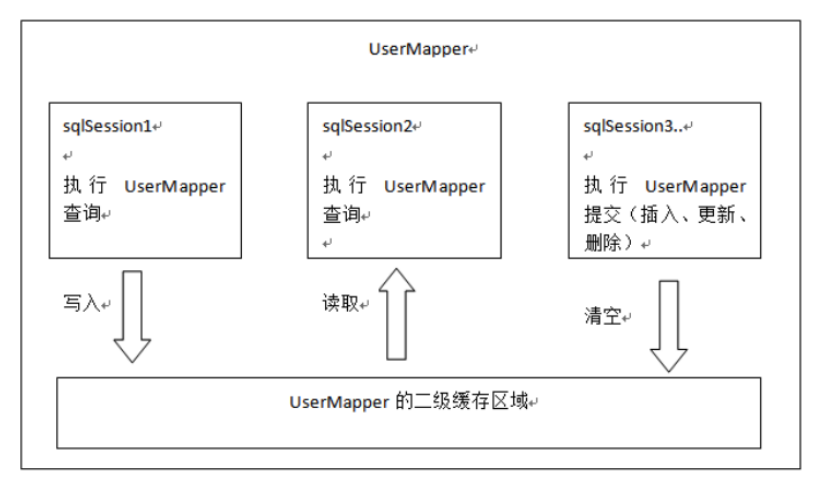 UserMapper↵
sqlSession1↵
↵
执 行 UserMapper
查询↵
sqlSession2↵
↵
执 行 UserMapper
查询↵
↵
sqlSession3..↵
↵
执 行 UserMapper
提交（插入、更新、
删除）↵
写入↵
读取↵
清空↵
UserMapper 的二级缓存区域↵